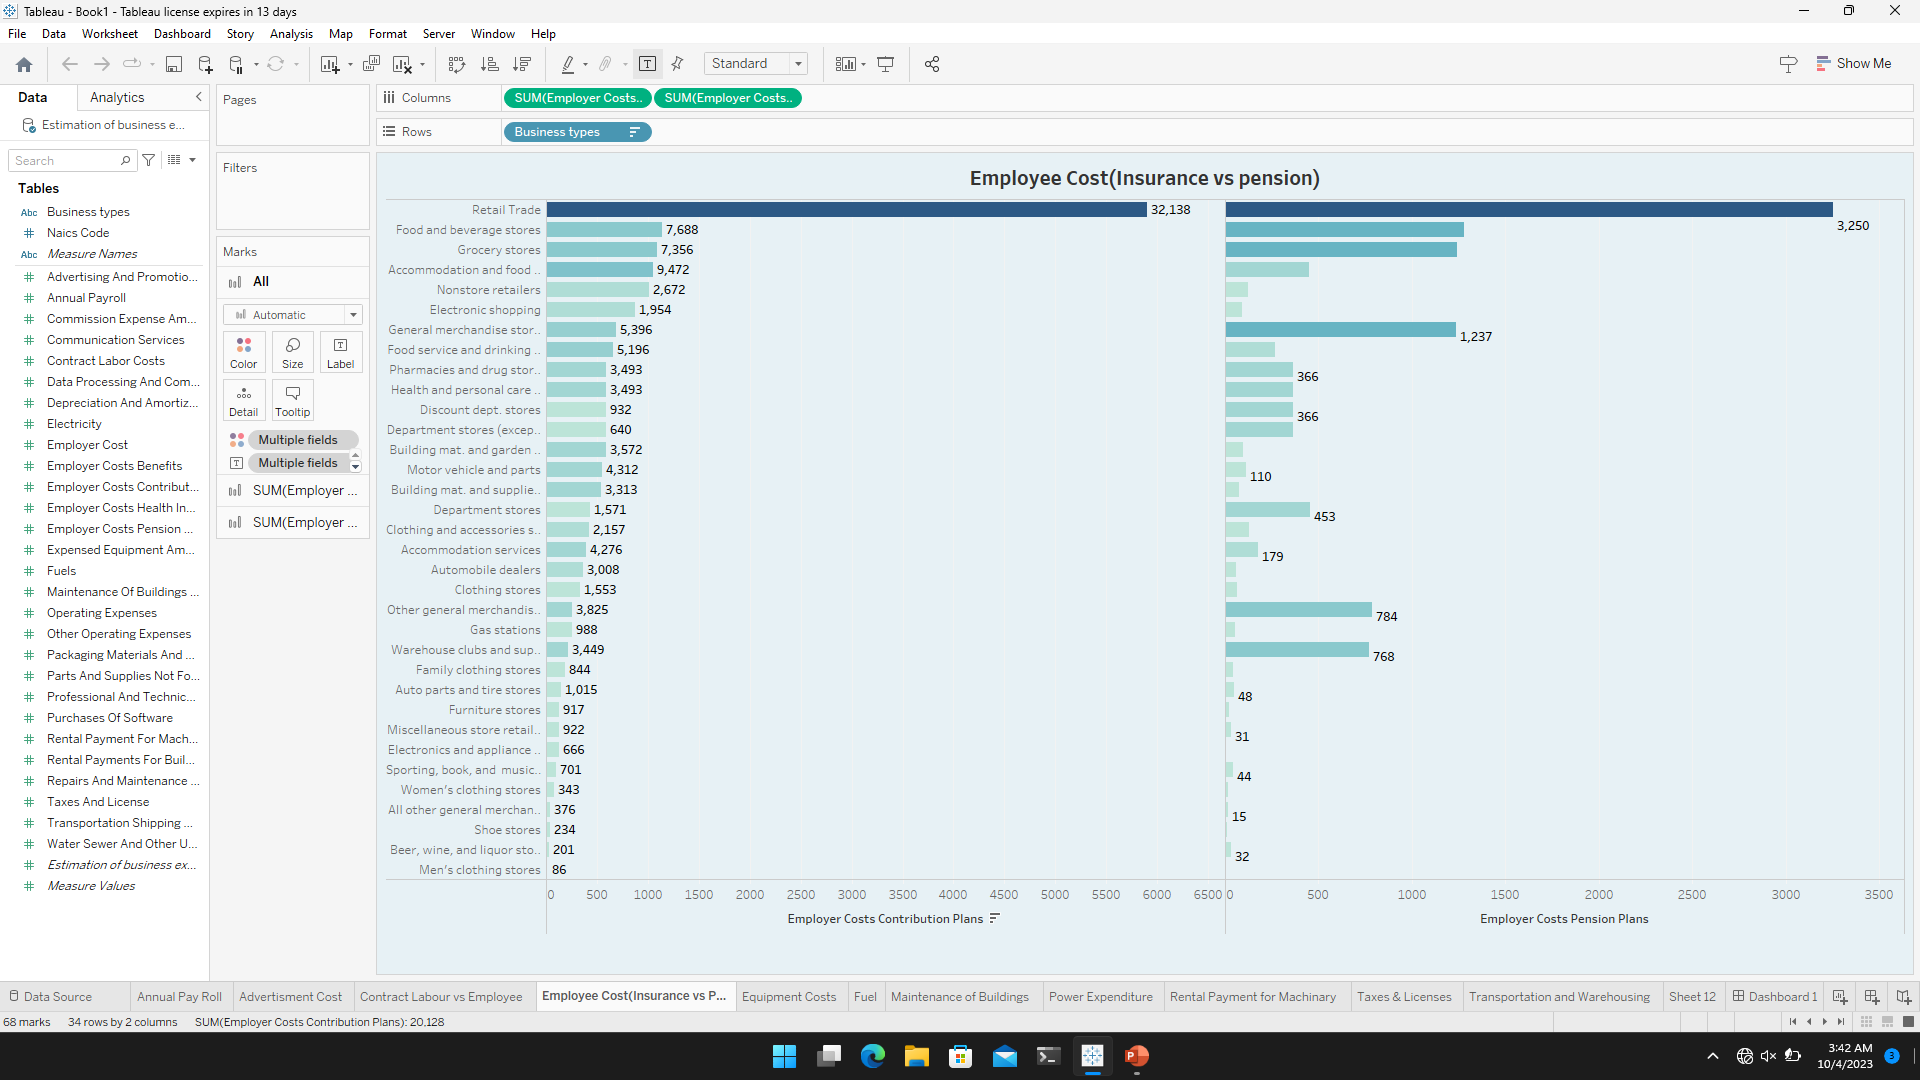 Tableau - Book1 - Tableau license expires in 13 days
File Data Worksheet Dashboard Story Analysis Map Format Server Window Help
Standard
Show Me
Data Analytics
Estimation of business e...
Search
Tables
Abc Business types
# Naics Code
Abc Measure Names
# Advertising And Promotio...
# Annual Payroll
# Commission Expense Am...
# Communication Services
# Contract Labor Costs
# Data Processing And Com...
# Depreciation And Amortiz...
# Electricity
# Employer Cost
# Employer Costs Benefits
# Employer Costs Contribut...
# Employer Costs Health In...
# Employer Costs Pension ...
# Expensed Equipment Am...
# Fuels
# Maintenance Of Buildings ...
# Operating Expenses
# Other Operating Expenses
# Packaging Materials And ...
# Parts And Supplies Not Fo...
# Professional And Technic...
# Purchases Of Software
# Rental Payment For Mach...
# Rental Payments For Buil...
# Repairs And Maintenance ...
# Taxes And License
# Transportation Shipping ...
# Water Sewer And Other U...
# Estimation of business ex...
# Measure Values
Pages
Filters
Marks
All
Automatic
Color Size Label
Detail Tooltip
Multiple fields
Multiple fields
SUM(Employer ...
SUM(Employer ...
Columns SUM(Employer Costs.. SUM(Employer Costs..
Rows Business types
Employee Cost(Insurance vs pension)
Retail Trade 32,138 3,250
Food and beverage stores 7,688
Grocery stores 7,356
Accommodation and food .. 9,472
Nonstore retailers 2,672
Electronic shopping 1,954
General merchandise stor.. 5,396 1,237
Food service and drinking .. 5,196
Pharmacies and drug stor.. 3,493 366
Health and personal care .. 3,493
Discount dept. stores 932 366
Department stores (excep.. 640
Building mat. and garden .. 3,572
Motor vehicle and parts 4,312 110
Building mat. and supplie.. 3,313
Department stores 1,571 453
Clothing and accessories s.. 2,157
Accommodation services 4,276 179
Automobile dealers 3,008
Clothing stores 1,553
Other general merchandis.. 3,825 784
Gas stations 988
Warehouse clubs and sup.. 3,449 768
Family clothing stores 844
Auto parts and tire stores 1,015 48
Furniture stores 917
Miscellaneous store retail.. 922 31
Electronics and appliance .. 666
Sporting, book, and music.. 701 44
Women's clothing stores 343
All other general merchan.. 376 15
Shoe stores 234
Beer, wine, and liquor sto.. 201 32
Men's clothing stores 86
0 500 1000 1500 2000 2500 3000 3500 4000 4500 5000 5500 6000 6500 0 500 1000 1500 2000 2500 3000 3500
Employer Costs Contribution Plans Employer Costs Pension Plans
Data Source Annual Pay Roll Advertisment Cost Contract Labour vs Employee Employee Cost(Insurance vs P... Equipment Costs Fuel Maintenance of Buildings Power Expenditure Rental Payment for Machinary Taxes & Licenses Transportation and Warehousing Sheet 12 Dashboard 1
68 marks 34 rows by 2 columns SUM(Employer Costs Contribution Plans): 20,128
3:42 AM
10/4/2023
3